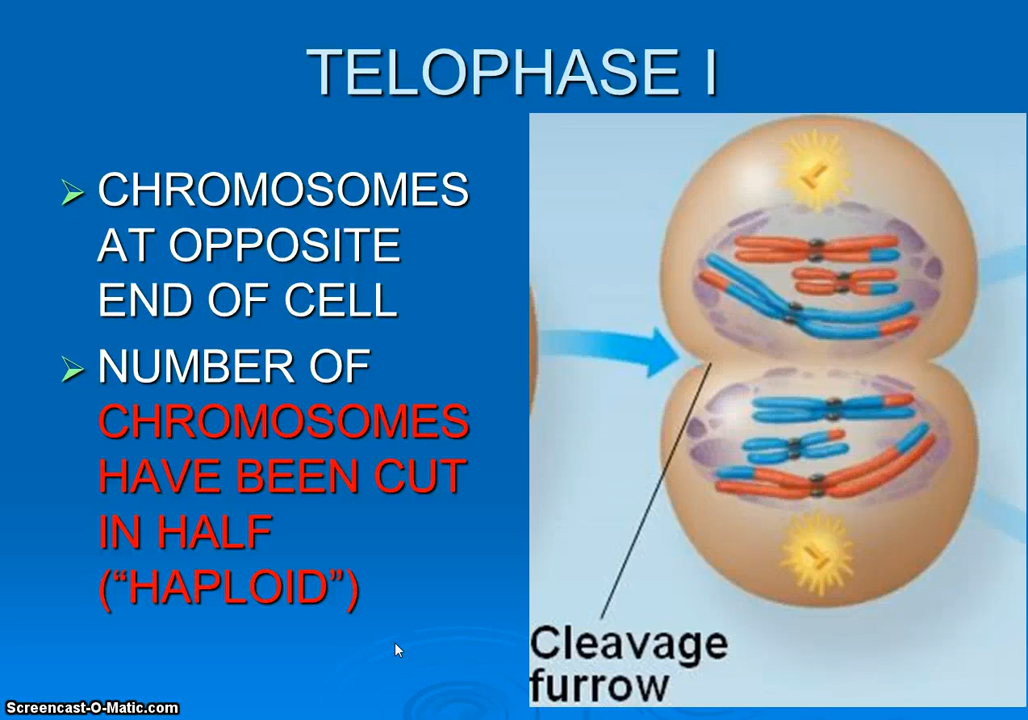 TELOPHASE I
CHROMOSOMES
AT OPPOSITE
END OF CELL
NUMBER OF
CHROMOSOMES
HAVE BEEN CUT
IN HALF
(“HAPLOID”)
Cleavage
furrow
Screencast-O-Matic.com